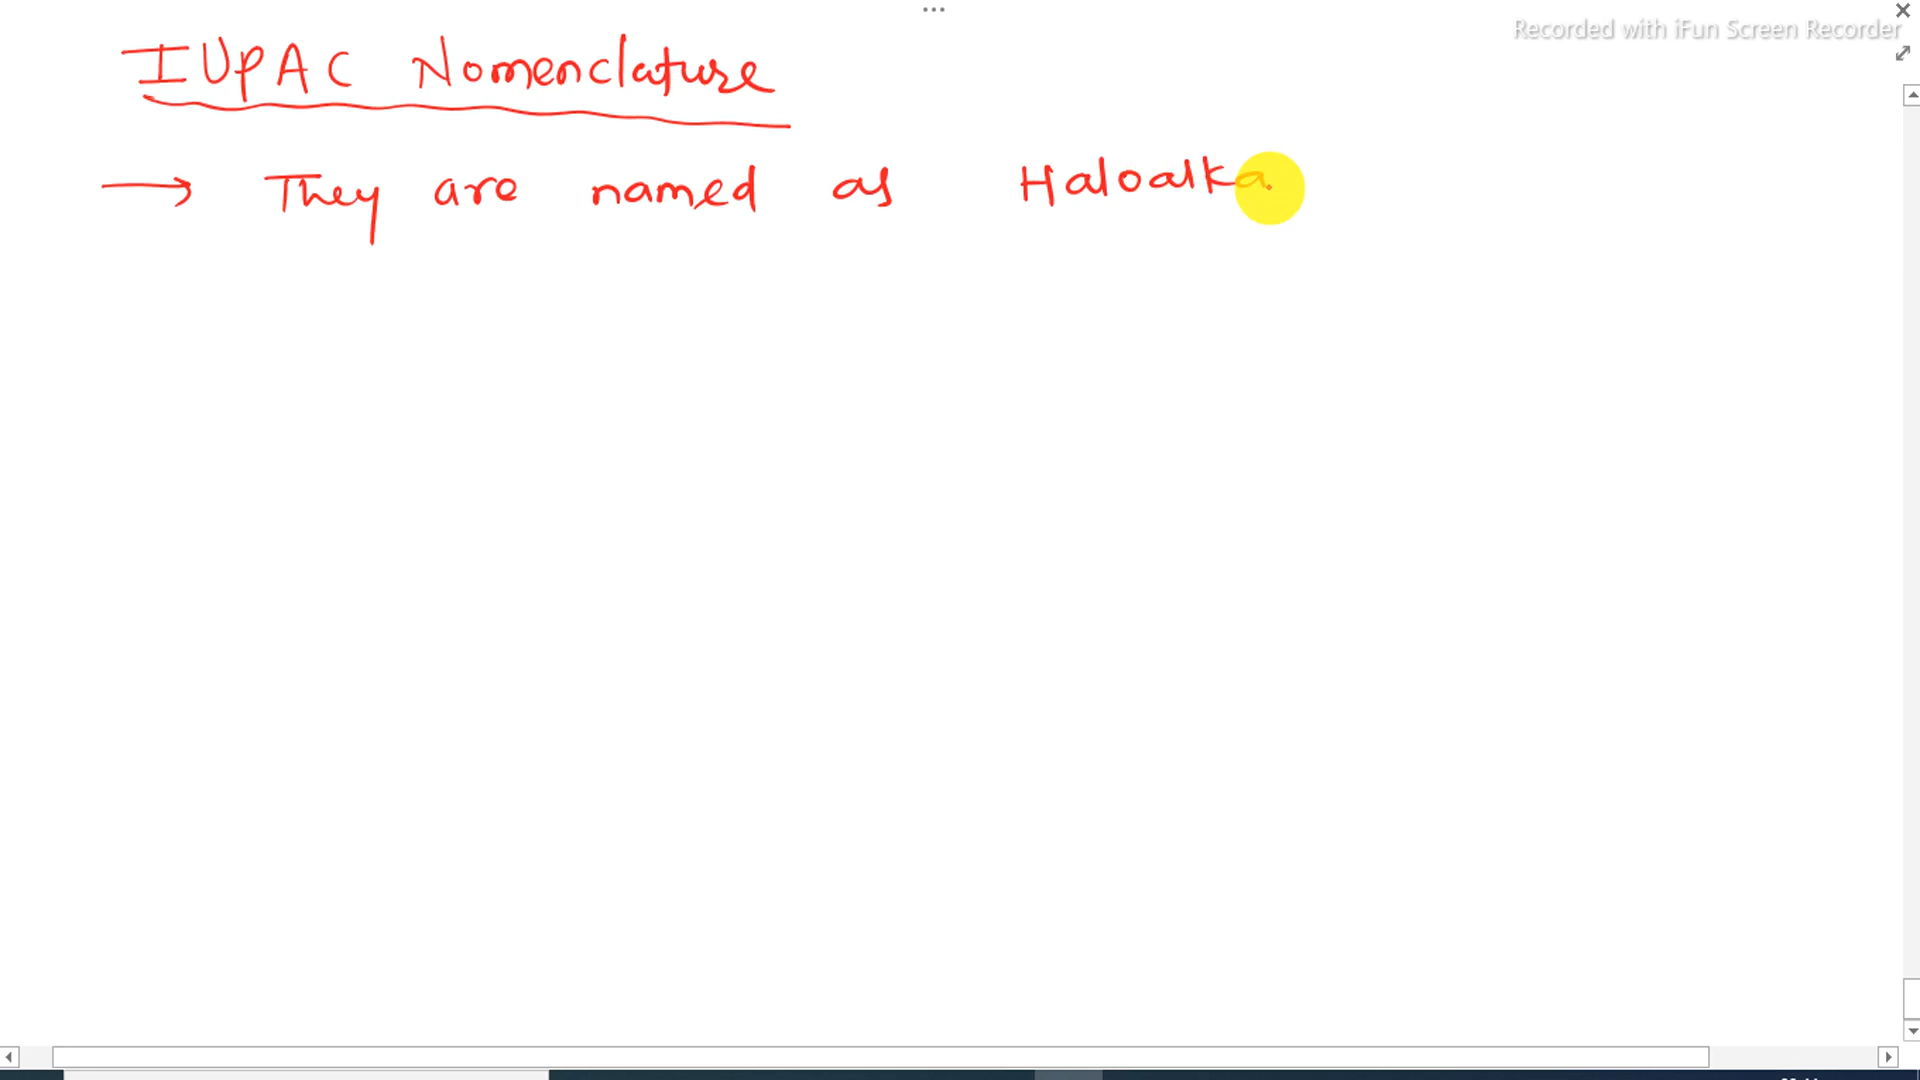 Recorded with iFun Screen Recorder
IUPAC Nomenclature
→ They are named as Haloalka